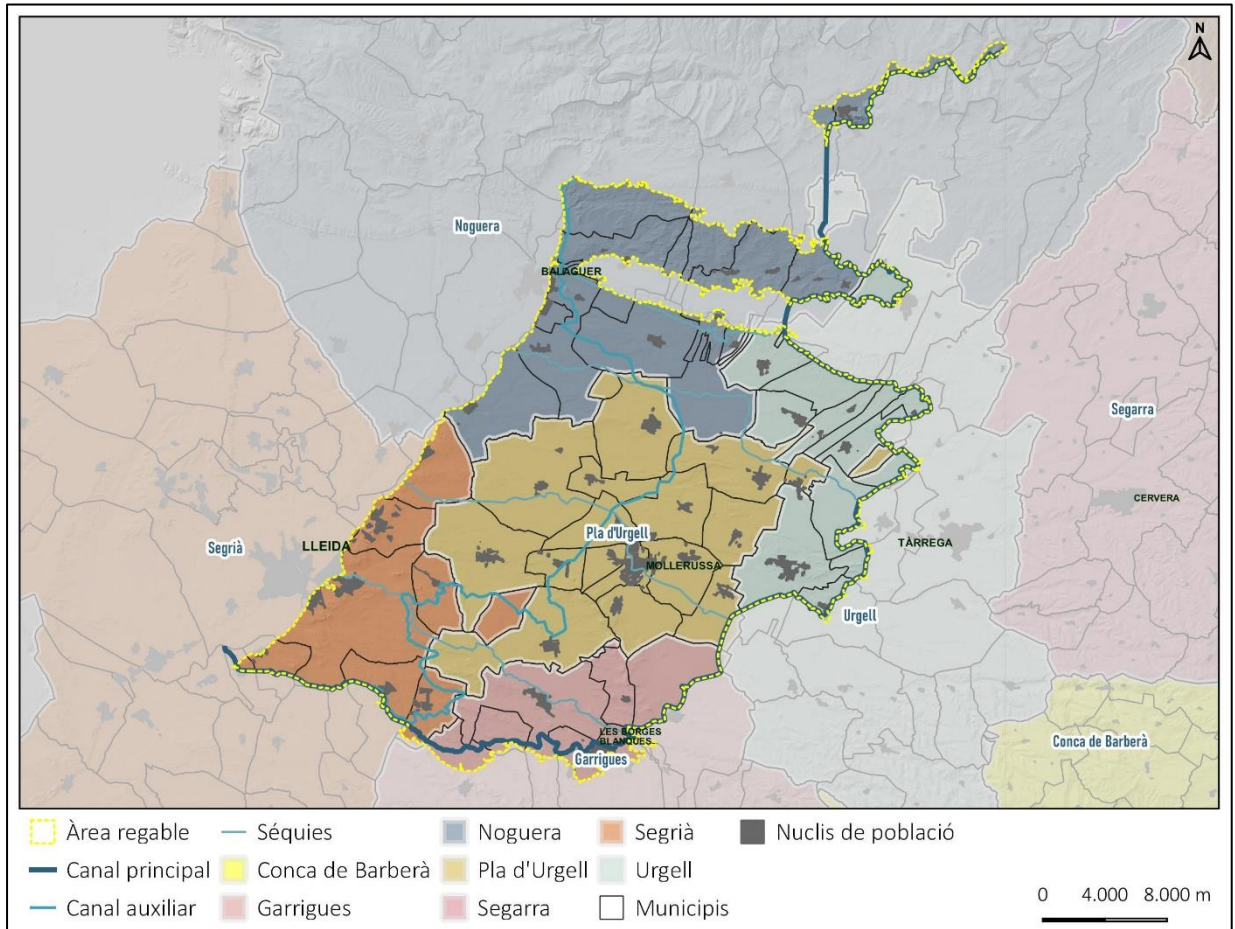 N
Noguera
BALAGUER
Segarra
CERVERA
Pla d'Urgell
Segrià
LLEIDA
TÀRREGA
MOLLERUSSA
Urgell
LES BORGES
BLANQUES
Garrigues
Conca de Barberà
Àrea regable
Séquies
Noguera
Segrià
Nuclis de població
Canal principal
Conca de Barberà
Pla d'Urgell
Urgell
Canal auxiliar
Garrigues
Segarra
Municipis
0 4.000 8.000 m